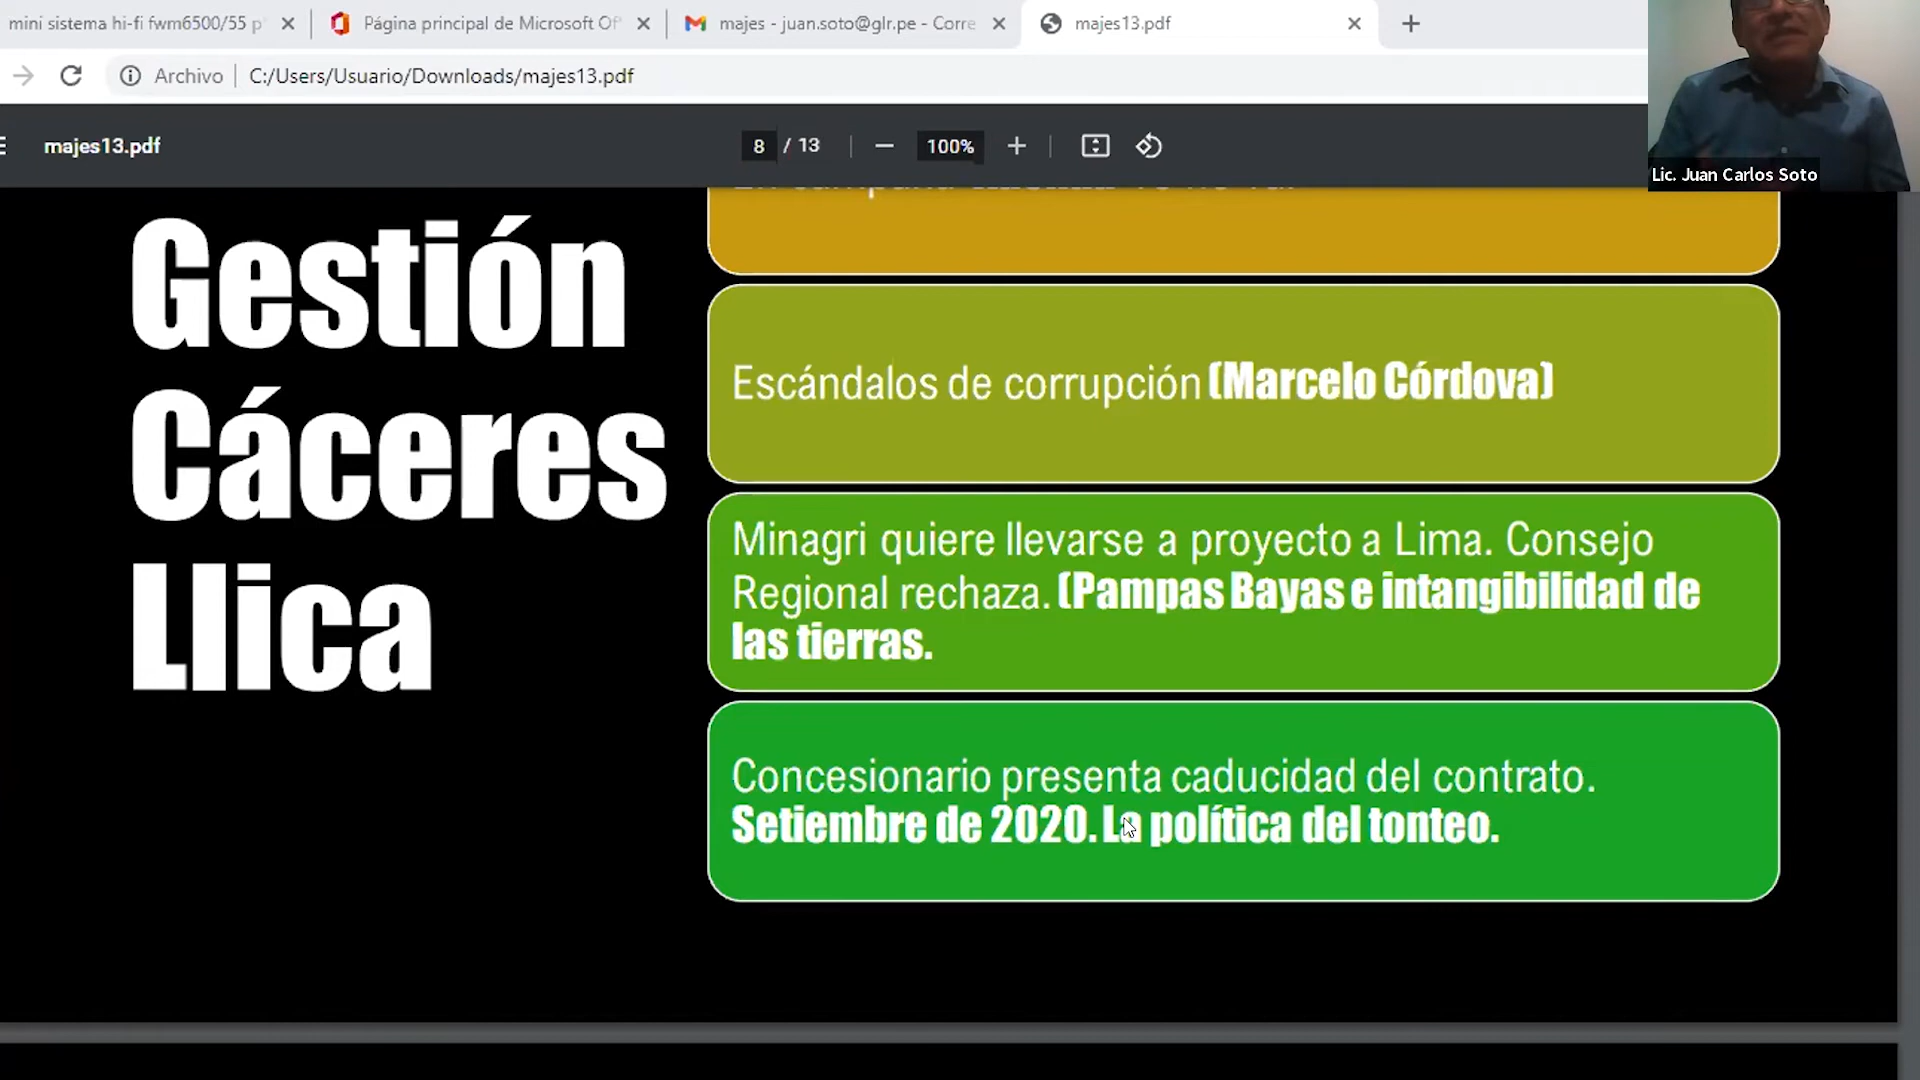 mini sistema hi-fi fwm6500/55 p
Página principal de Microsoft Of
majes - juan.soto@glr.pe - Corre
majes13.pdf
Archivo
C:/Users/Usuario/Downloads/majes13.pdf
majes13.pdf
8 / 13
100%
Lic. Juan Carlos Soto
Gestión
Cáceres
Llica
Escándalos de corrupción (Marcelo Córdova)
Minagri quiere llevarse a proyecto a Lima. Consejo
Regional rechaza. (Pampas Bayas e intangibilidad de
las tierras.
Concesionario presenta caducidad del contrato.
Setiembre de 2020. La política del tonteo.